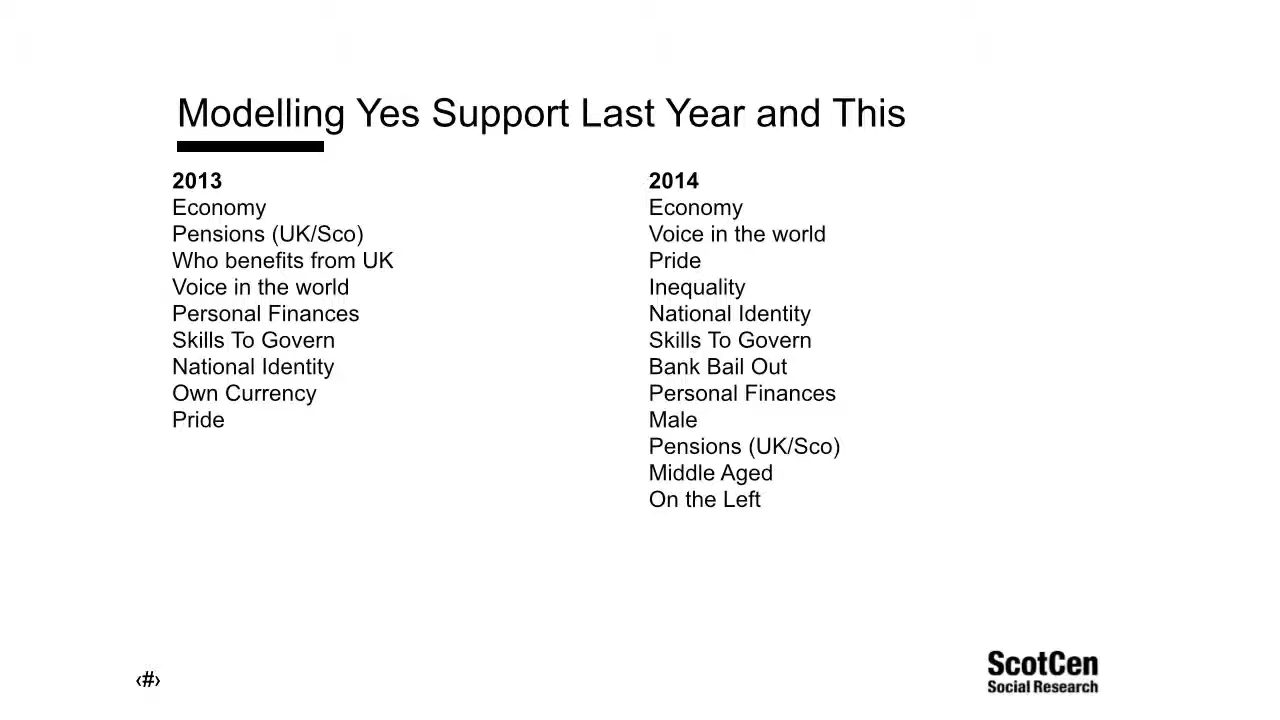 Modelling Yes Support Last Year and This
2013
Economy
Pensions (UK/Sco)
Who benefits from UK
Voice in the world
Personal Finances
Skills To Govern
National Identity
Own Currency
Pride
2014
Economy
Voice in the world
Pride
Inequality
National Identity
Skills To Govern
Bank Bail Out
Personal Finances
Male
Pensions (UK/Sco)
Middle Aged
On the Left
‹#›
ScotCen
Social Research